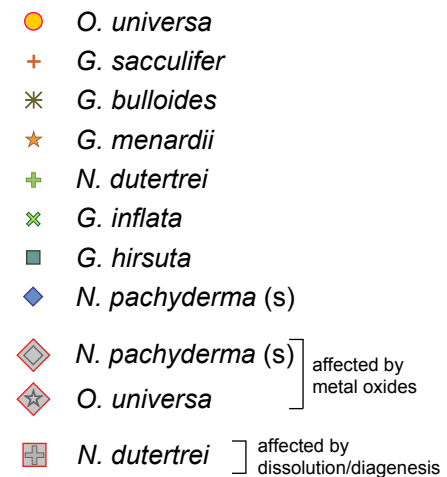 O. universa
G. sacculifer
G. bulloides
G. menardii
N. dutertrei
G. inflata
G. hirsuta
N. pachyderma (s)
N. pachyderma (s)
O. universa
affected by
metal oxides
N. dutertrei
affected by
dissolution/diagenesis